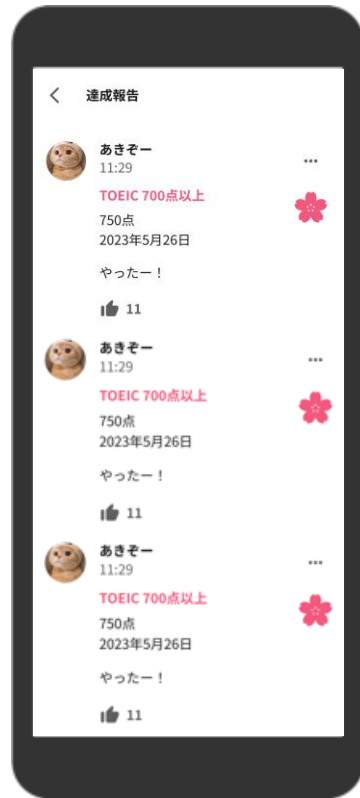 達成報告
あきぞー
11:29
TOEIC 700点以上
750点
2023年5月26日
やったー！
11
あきぞー
11:29
TOEIC 700点以上
750点
2023年5月26日
やったー！
11
あきぞー
11:29
TOEIC 700点以上
750点
2023年5月26日
やったー！
11